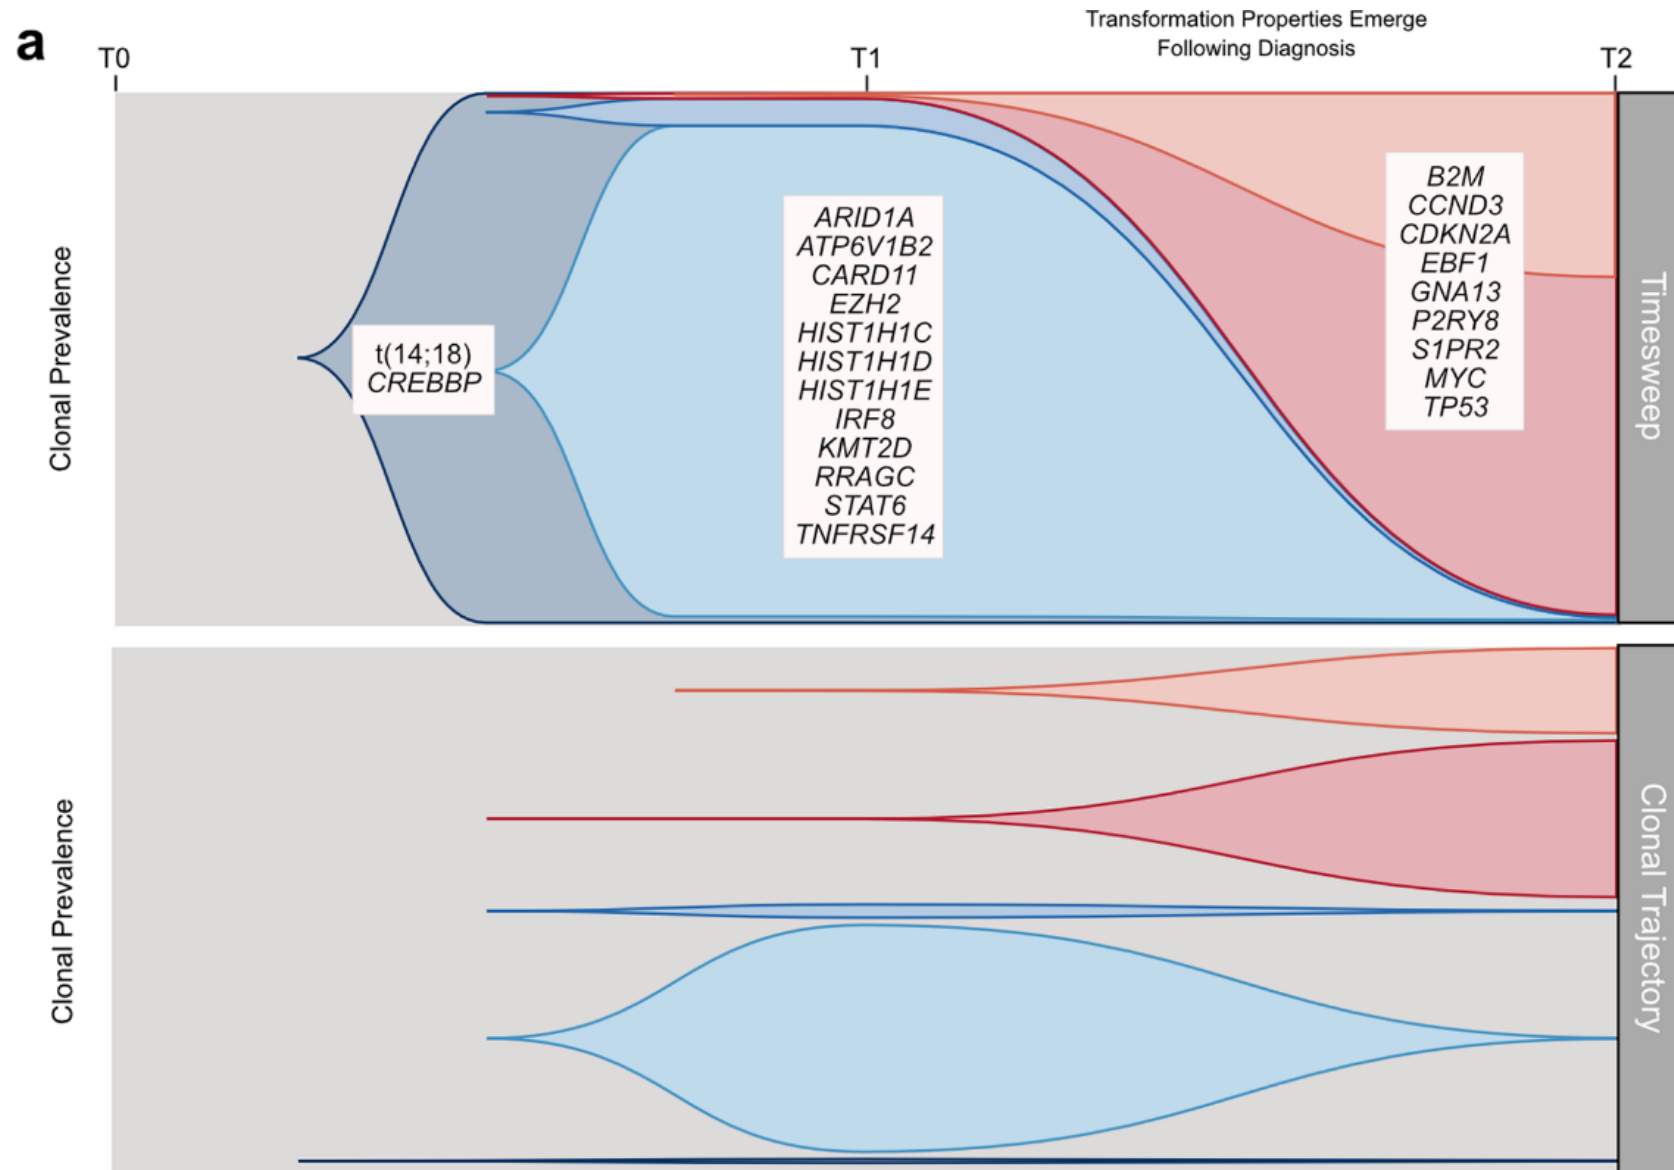 a
Transformation Properties Emerge
Following Diagnosis
T0
T1
T2
Clonal Prevalence
t(14;18)
CREBBP
ARID1A
ATP6V1B2
CARD11
EZH2
HIST1H1C
HIST1H1D
HIST1H1E
IRF8
KMT2D
RRAGC
STAT6
TNFRSF14
B2M
CCND3
CDKN2A
EBF1
GNA13
P2RY8
S1PR2
MYC
TP53
Timesweep
Clonal Prevalence
Clonal Trajectory